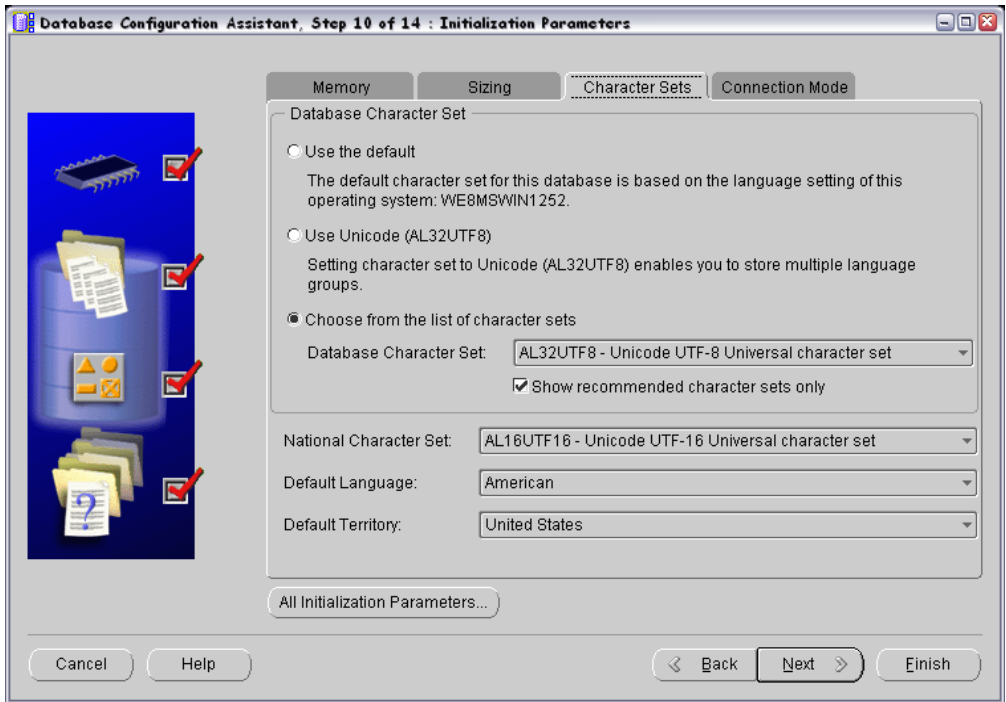 Database Configuration Assistant, Step 10 of 14 : Initialization Parameters
Memory
Sizing
Character Sets
Connection Mode
Database Character Set
Use the default
The default character set for this database is based on the language setting of this
operating system: WE8MSWIN1252.
Use Unicode (AL32UTF8)
Setting character set to Unicode (AL32UTF8) enables you to store multiple language
groups.
Choose from the list of character sets
Database Character Set: AL32UTF8 - Unicode UTF-8 Universal character set
Show recommended character sets only
National Character Set: AL16UTF16 - Unicode UTF-16 Universal character set
Default Language: American
Default Territory: United States
?
All Initialization Parameters...
Cancel
Help
Back
Next
Finish